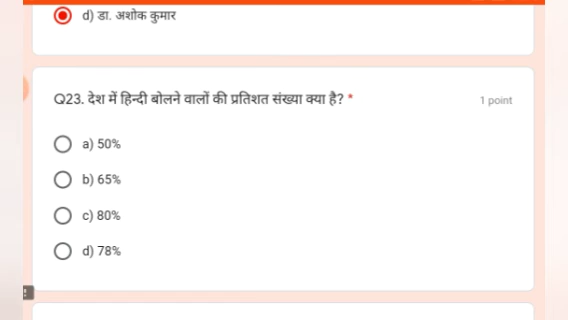 d) डा. अशोक कुमार
Q23. देश में हिन्दी बोलने वालों की प्रतिशत संख्या क्या है? *
1 point
a) 50%
b) 65%
c) 80%
d) 78%